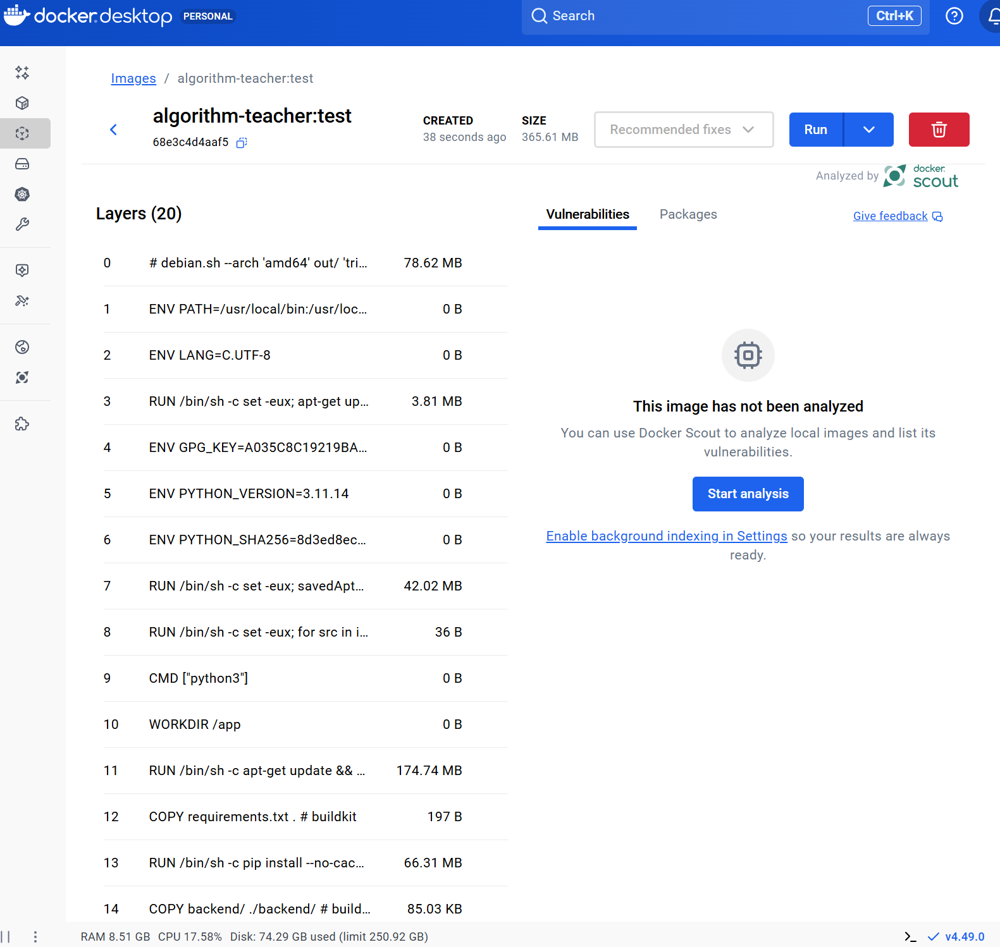 docker.desktop PERSONAL
Search Ctrl+K
Images / algorithm-teacher:test
algorithm-teacher:test
68e3c4d4aaf5
CREATED
38 seconds ago
SIZE
365.61 MB
Recommended fixes
Run
Analyzed by docker scout
Layers (20)
Vulnerabilities Packages Give feedback
0 # debian.sh --arch 'amd64' out/ 'tri... 78.62 MB
1 ENV PATH=/usr/local/bin:/usr/loc... 0 B
2 ENV LANG=C.UTF-8 0 B
3 RUN /bin/sh -c set -eux; apt-get up... 3.81 MB
4 ENV GPG_KEY=A035C8C19219BA... 0 B
5 ENV PYTHON_VERSION=3.11.14 0 B
6 ENV PYTHON_SHA256=8d3ed8ec... 0 B
7 RUN /bin/sh -c set -eux; savedApt... 42.02 MB
8 RUN /bin/sh -c set -eux; for src in i... 36 B
9 CMD ["python3"] 0 B
10 WORKDIR /app 0 B
11 RUN /bin/sh -c apt-get update && ... 174.74 MB
12 COPY requirements.txt . # buildkit 197 B
13 RUN /bin/sh -c pip install --no-cac... 66.31 MB
14 COPY backend/ ./backend/ # build... 85.03 KB
This image has not been analyzed
You can use Docker Scout to analyze local images and list its
vulnerabilities.
Start analysis
Enable background indexing in Settings so your results are always
ready.
RAM 8.51 GB CPU 17.58% Disk: 74.29 GB used (limit 250.92 GB)
v4.49.0